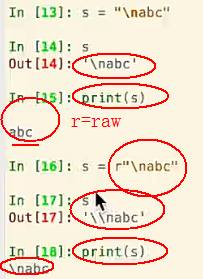 In [13]: s = "\nabc"
In [14]: s
Out[14]: '\nabc'
In [15]: print(s)
abc
r=raw
In [16]: s = r"\nabc"
In [17]: s
Out[17]: '\\nabc'
In [18]: print(s)
\nabc